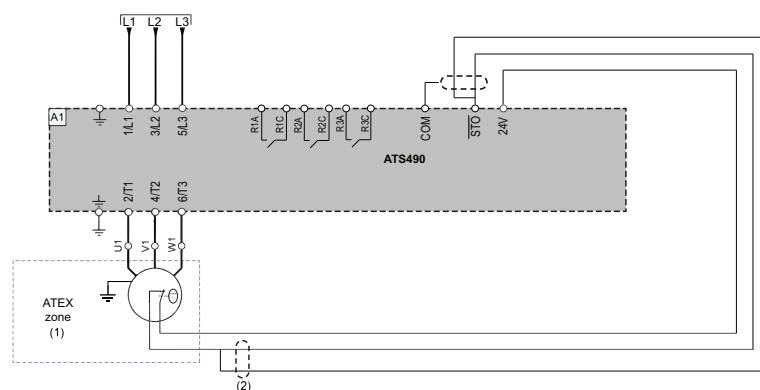 L1 L2 L3
A1
1/L1 3/L2 5/L3 R1A R1C R2A R2C R3A R3C COM STO 24V
ATS490
2/T1 4/T2 6/T3
U1 V1 W1
ATEX
zone
(1)
(2)